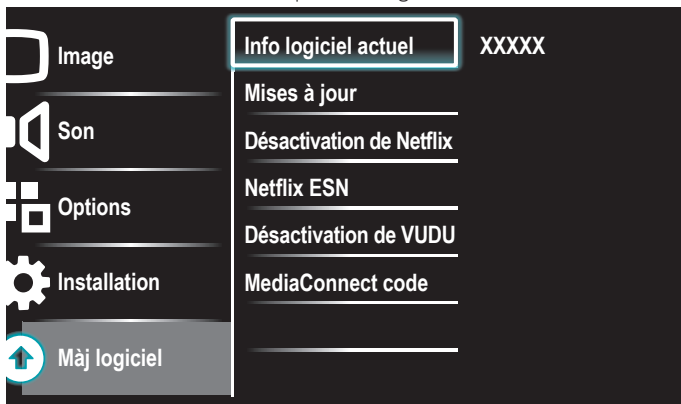 Image
Son
Options
Installation
Màj logiciel
Info logiciel actuel
Mises à jour
Désactivation de Netflix
Netflix ESN
Désactivation de VUDU
MediaConnect code
XXXXX